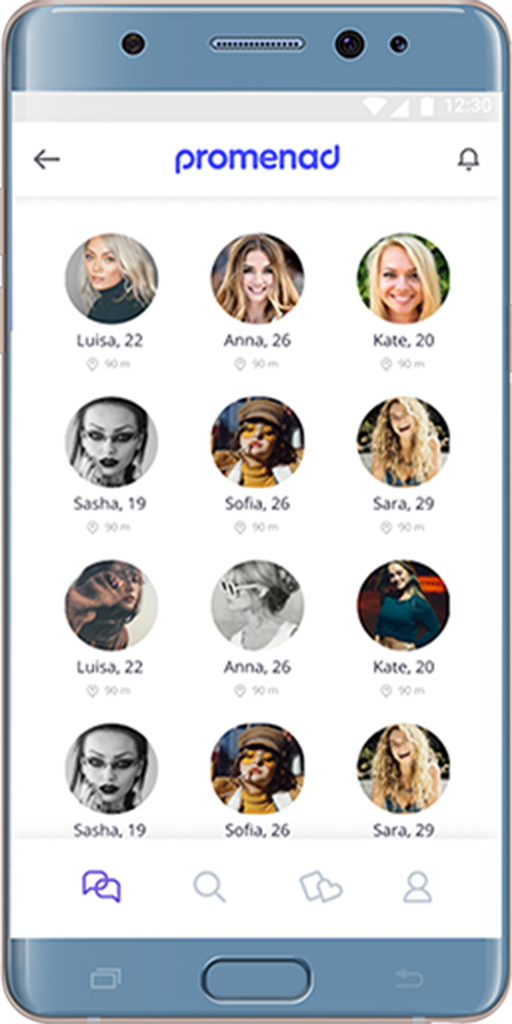 12:30
promenad
Luisa, 22 Anna, 26 Kate, 20
90 m 90 m 90 m
Sasha, 19 Sofia, 26 Sara, 29
90 m 90 m 90 m
Luisa, 22 Anna, 26 Kate, 20
90 m 90 m 90 m
Sasha, 19 Sofia, 26 Sara, 29